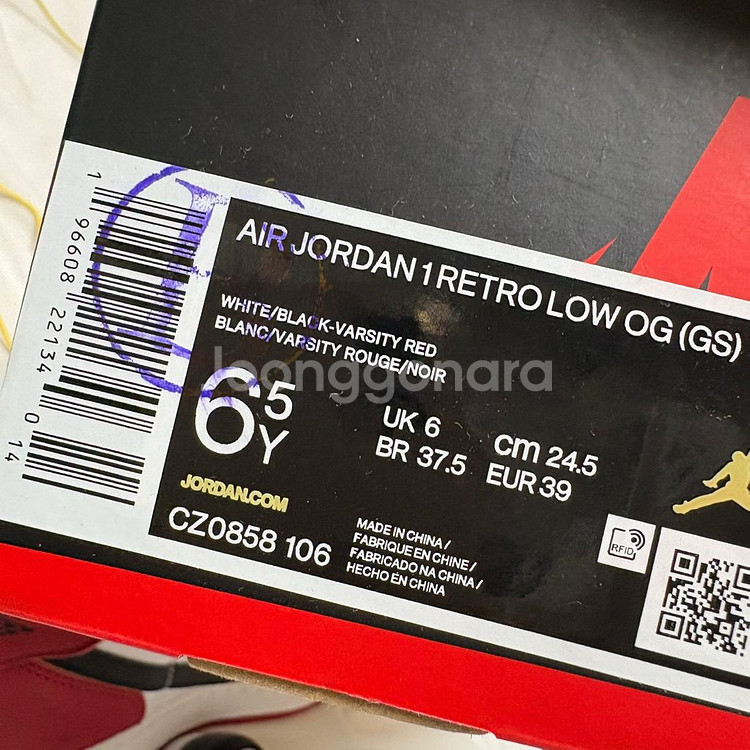 AIR JORDAN 1 RETRO LOW OG (GS)
WHITE/BLACK-VARSITY RED
BLANC/VARSITY ROUGE/NOIR
6.5Y
UK 6
cm 24.5
BR 37.5
EUR 39
JORDAN.COM
CZ0858 106
MADE IN CHINA /
FABRIQUE EN CHINE /
FABRICADO NA CHINA /
HECHO EN CHINA
RFID
1 96608 22134 0 14
Joonggonara